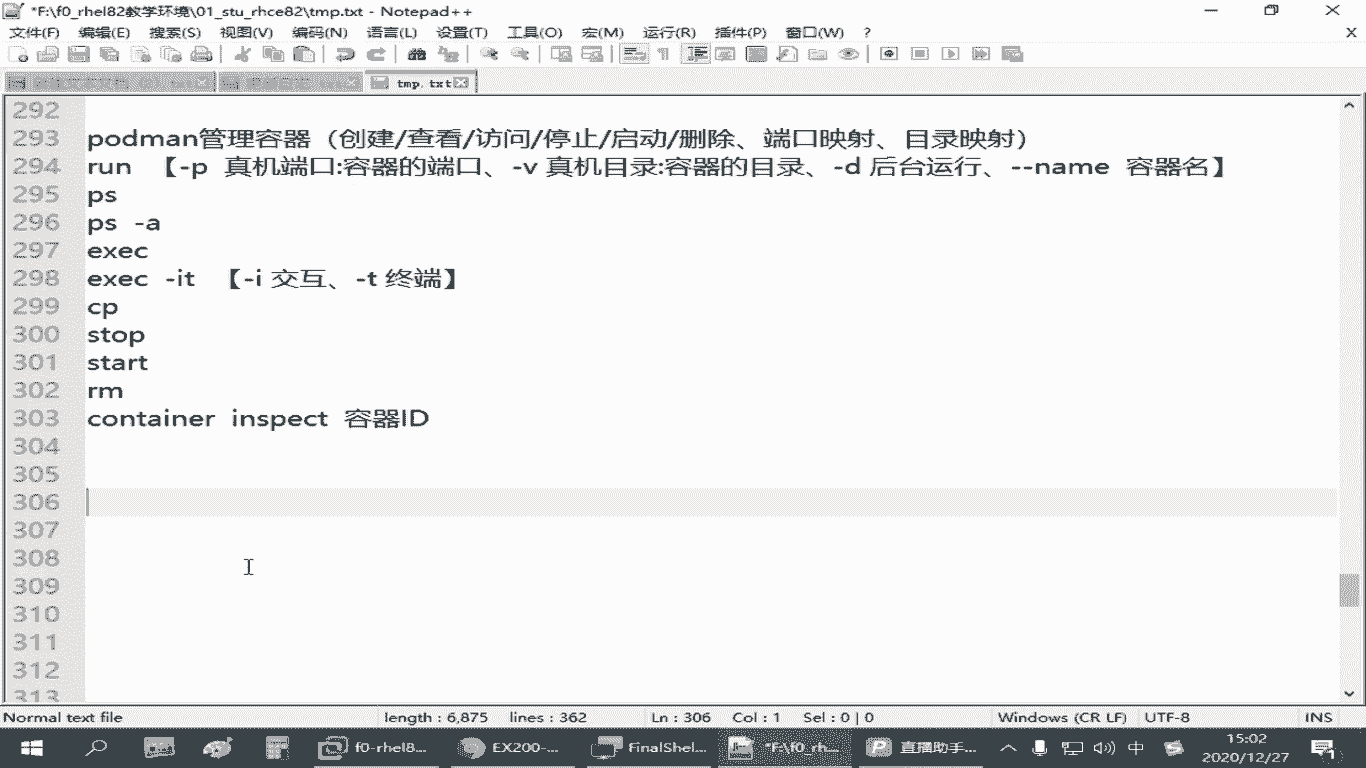 *F:\f0_rhel82教学环境\01_stu_rhce82\tmp.txt - Notepad++
文件(F) 编辑(E) 搜索(S) 视图(V) 编码(N) 语言(L) 设置(T) 工具(O) 宏(M) 运行(R) 插件(P) 窗口(W) ? X
tmp.txt
292
293 podman管理容器（创建/查看/访问/停止/启动/删除、端口映射、目录映射）
294 run 【-p 真机端口:容器的端口、-v 真机目录:容器的目录、-d 后台运行、--name 容器名】
295 ps
296 ps -a
297 exec
298 exec -it 【-i 交互、-t 终端】
299 cp
300 stop
301 start
302 rm
303 container inspect 容器ID
304
305
306
307
308
309
310
311
312
313
Normal text file length : 6,875 lines : 362 Ln : 306 Col : 1 Sel : 0 | 0 Windows (CR LF) UTF-8 INS
f0-rhel8... EX200-... FinalShel... *F:\f0_rh... 直播助手... 中 15:02
2020/12/27